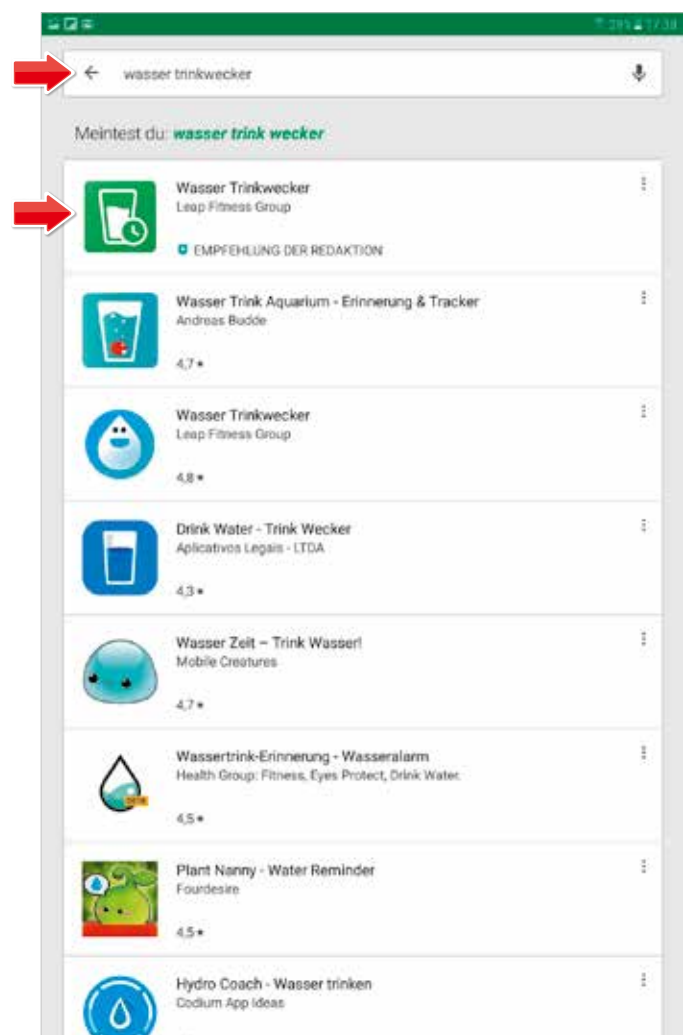 17:38
wasser trinkwecker
Meintest du: wasser trink wecker
Wasser Trinkwecker
Leap Fitness Group
EMPFEHLUNG DER REDAKTION
Wasser Trink Aquarium - Erinnerung & Tracker
Andreas Budde
4,7★
Wasser Trinkwecker
Leap Fitness Group
4,8★
Drink Water - Trink Wecker
Aplicativos Legais - LTDA
4,3★
Wasser Zeit – Trink Wasser!
Mobile Creatures
4,7★
Wassertrink-Erinnerung - Wasseralarm
Health Group: Fitness, Eyes Protect, Drink Water.
4,5★
Plant Nanny - Water Reminder
Fourdesire
4,5★
Hydro Coach - Wasser trinken
Codium App Ideas